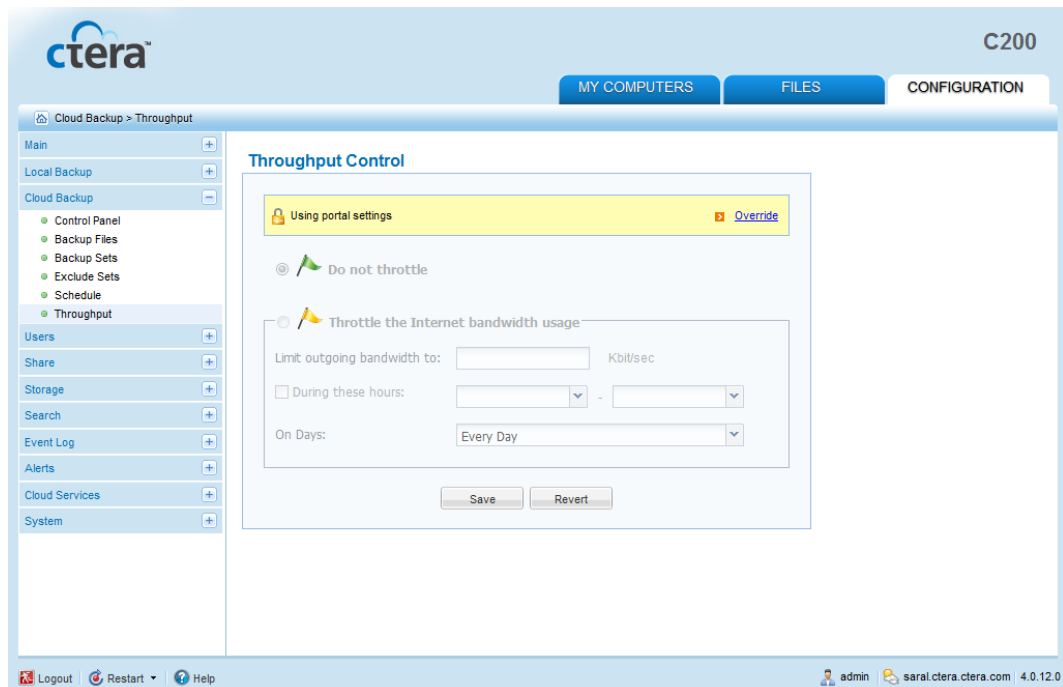 ctera™
C200
MY COMPUTERS
FILES
CONFIGURATION
Cloud Backup > Throughput
Main
Local Backup
Cloud Backup
Control Panel
Backup Files
Backup Sets
Exclude Sets
Schedule
Throughput
Users
Share
Storage
Search
Event Log
Alerts
Cloud Services
System
Throughput Control
Using portal settings
Override
Do not throttle
Throttle the Internet bandwidth usage
Limit outgoing bandwidth to: Kbit/sec
During these hours: -
On Days: Every Day
Save Revert
Logout Restart Help
admin saral.ctera.ctera.com 4.0.12.0